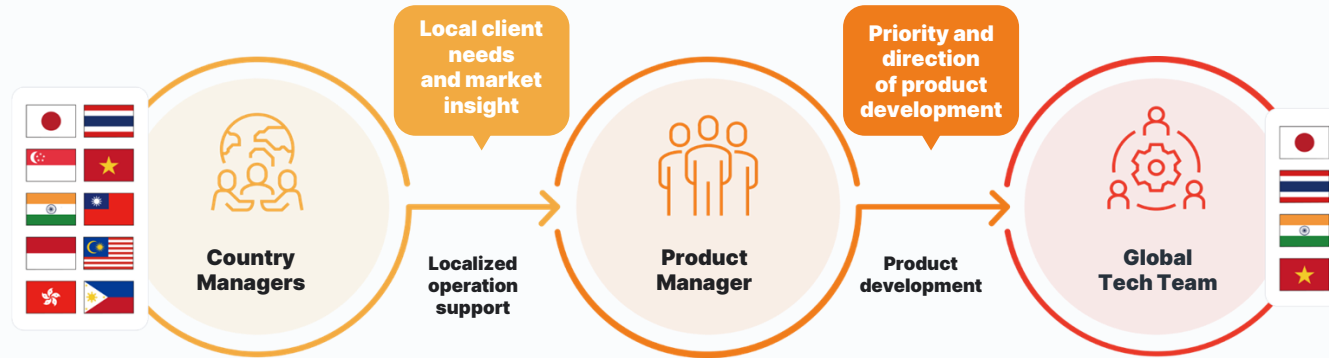 Local client
needs
and market
insight
Priority and
direction
of product
development
Country
Managers
Localized
operation
support
Product
Manager
Product
development
Global
Tech Team